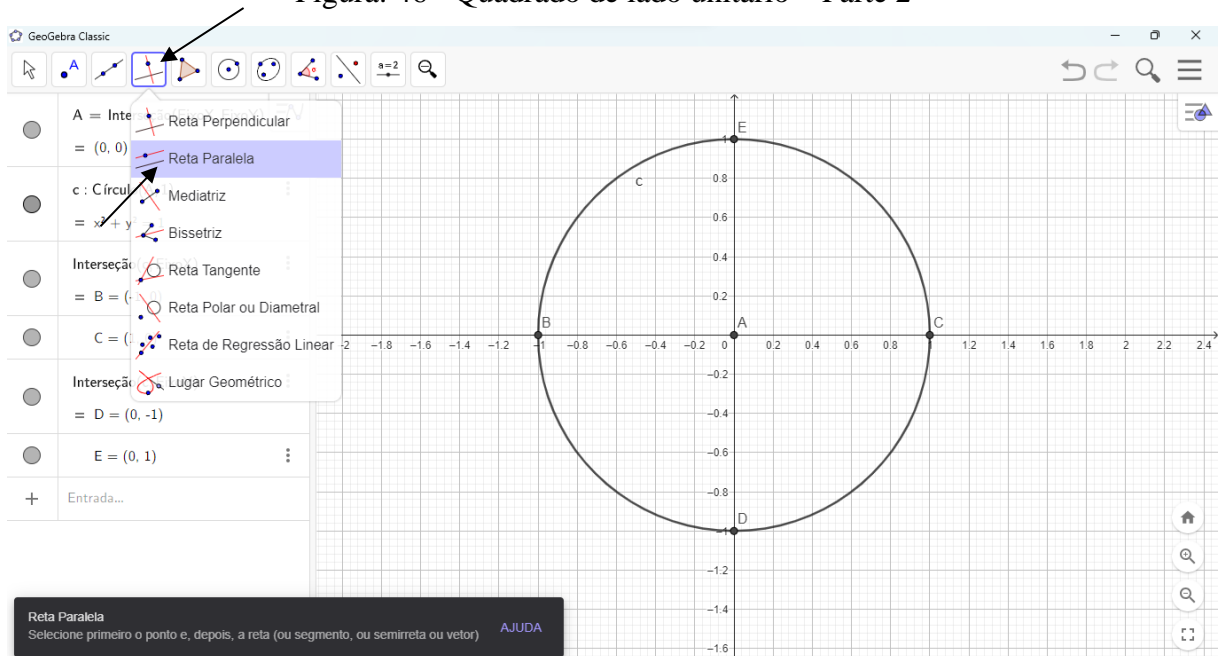 Figura: 48 - Quadrado de lado unitário – Parte 2
GeoGebra Classic
A
a=2
A = Inter
= (0, 0)
c : Círcul
= x² + y
Interseção
= B = (-
C = (1
Interseção
= D = (0, -1)
E = (0, 1)
+ Entrada...
Reta Perpendicular
Reta Paralela
Mediatriz
Bissetriz
Reta Tangente
Reta Polar ou Diametral
Reta de Regressão Linear
Lugar Geométrico
E
1
c
0.8
0.6
0.4
0.2
B
A
C
-2 -1.8 -1.6 -1.4 -1.2 -1 -0.8 -0.6 -0.4 -0.2 0 0.2 0.4 0.6 0.8 1 1.2 1.4 1.6 1.8 2 2.2 2.4
-0.2
-0.4
-0.6
-0.8
D
-1
-1.2
-1.4
-1.6
Reta Paralela
Selecione primeiro o ponto e, depois, a reta (ou segmento, ou semirreta ou vetor)
AJUDA